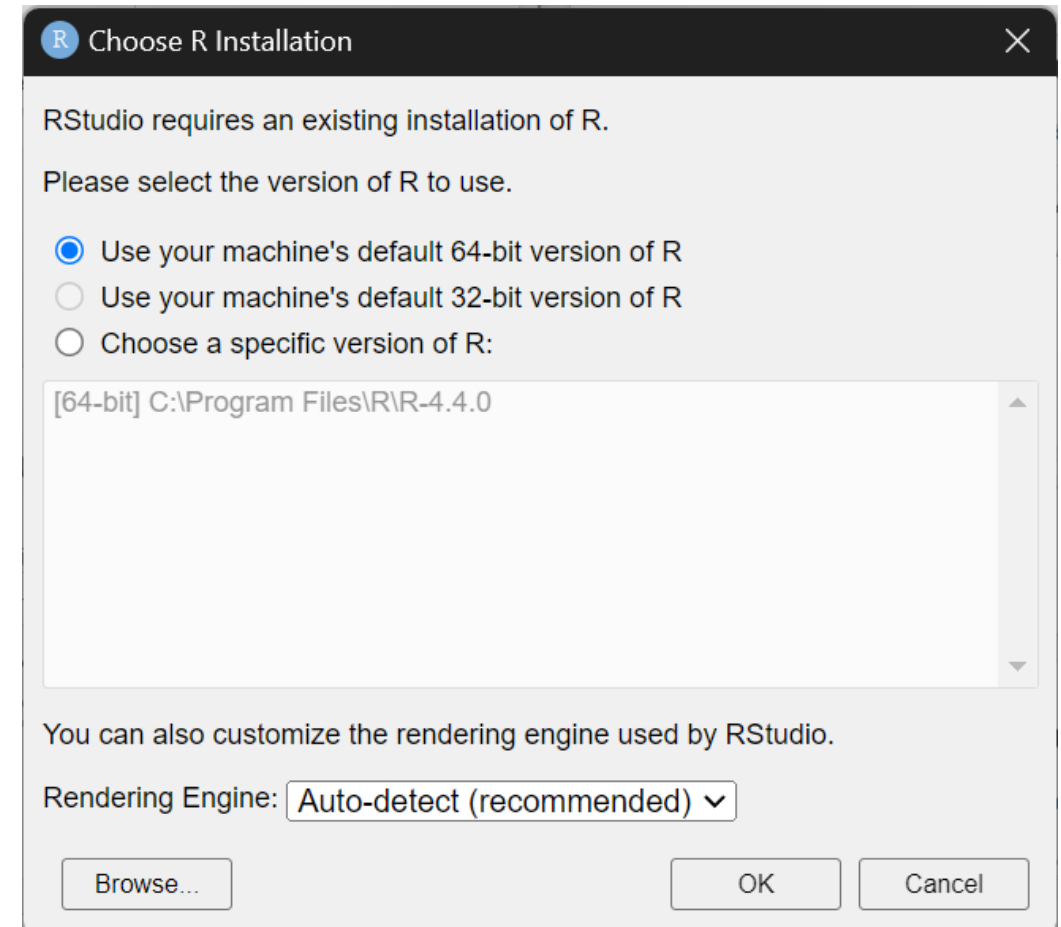 R Choose R Installation
RStudio requires an existing installation of R.
Please select the version of R to use.
Use your machine's default 64-bit version of R
Use your machine's default 32-bit version of R
Choose a specific version of R:
[64-bit] C:\Program Files\R\R-4.4.0
You can also customize the rendering engine used by RStudio.
Rendering Engine: Auto-detect (recommended)
Browse... OK Cancel